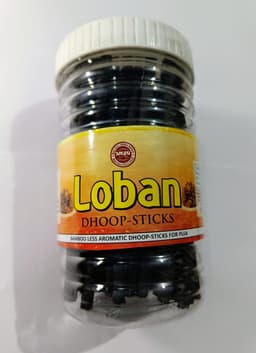 Loban
DHOOP-STICKS
BAMBOO LESS AROMATIC DHOOP-STICKS FOR PUJA